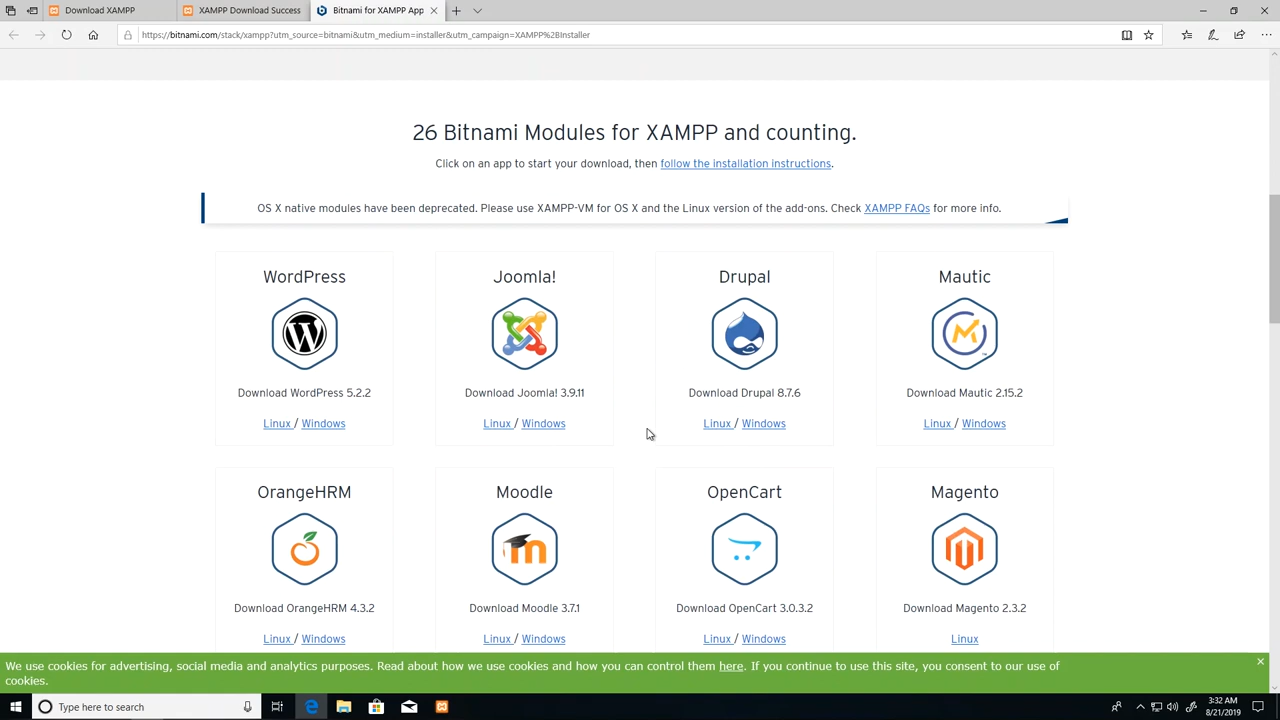 Download XAMPP
XAMPP Download Success
Bitnami for XAMPP App
https://bitnami.com/stack/xampp?utm_source=bitnami&utm_medium=installer&utm_campaign=XAMPP%2BInstaller
26 Bitnami Modules for XAMPP and counting.
Click on an app to start your download, then follow the installation instructions.
OS X native modules have been deprecated. Please use XAMPP-VM for OS X and the Linux version of the add-ons. Check XAMPP FAQs for more info.
WordPress
Joomla!
Drupal
Mautic
Download WordPress 5.2.2
Download Joomla! 3.9.11
Download Drupal 8.7.6
Download Mautic 2.15.2
Linux / Windows
Linux / Windows
Linux / Windows
Linux / Windows
OrangeHRM
Moodle
OpenCart
Magento
Download OrangeHRM 4.3.2
Download Moodle 3.7.1
Download OpenCart 3.0.3.2
Download Magento 2.3.2
Linux / Windows
Linux / Windows
Linux / Windows
Linux
We use cookies for advertising, social media and analytics purposes. Read about how we use cookies and how you can control them here. If you continue to use this site, you consent to our use of
cookies.
Type here to search
3:32 AM
8/21/2019